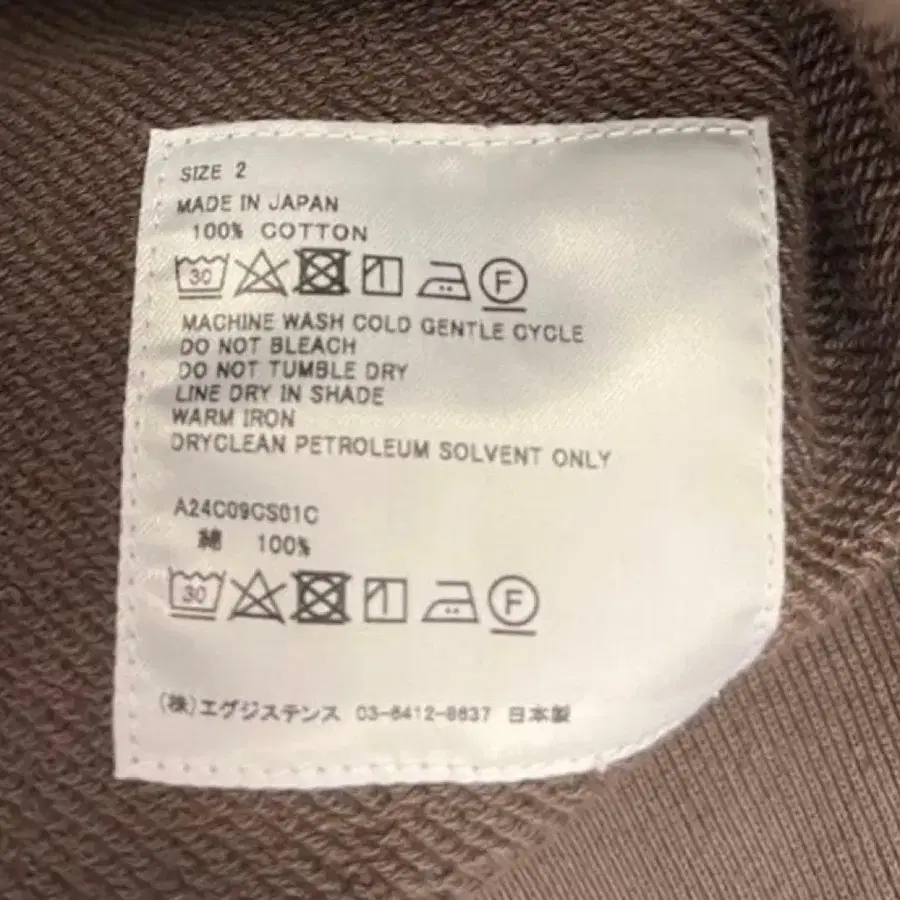 SIZE 2
MADE IN JAPAN
100% COTTON
30 F
MACHINE WASH COLD GENTLE CYCLE
DO NOT BLEACH
DO NOT TUMBLE DRY
LINE DRY IN SHADE
WARM IRON
DRYCLEAN PETROLEUM SOLVENT ONLY
A24C09CS01C
綿 100%
30 F
(株)エグジステンス 03-6412-8837 日本製